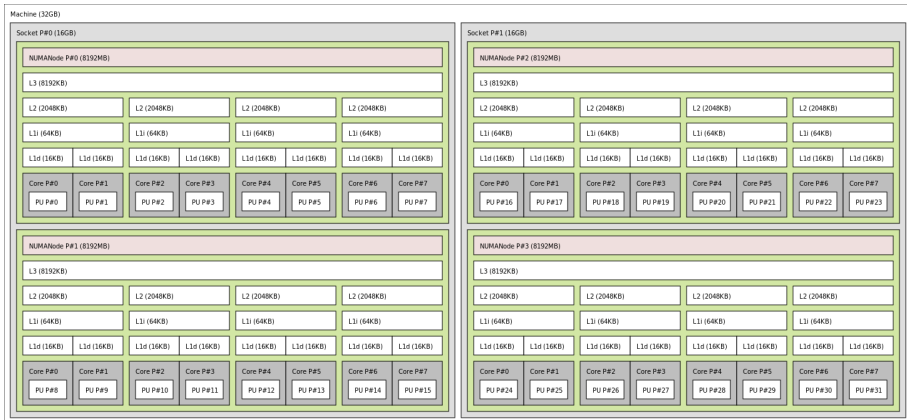 Machine (32GB)
Socket P#0 (16GB)
NUMANode P#0 (8192MB)
L3 (8192KB)
L2 (2048KB) L2 (2048KB) L2 (2048KB) L2 (2048KB)
L1i (64KB) L1i (64KB) L1i (64KB) L1i (64KB)
L1d (16KB) L1d (16KB) L1d (16KB) L1d (16KB) L1d (16KB) L1d (16KB) L1d (16KB) L1d (16KB)
Core P#0 Core P#1 Core P#2 Core P#3 Core P#4 Core P#5 Core P#6 Core P#7
PU P#0 PU P#1 PU P#2 PU P#3 PU P#4 PU P#5 PU P#6 PU P#7
NUMANode P#1 (8192MB)
L3 (8192KB)
L2 (2048KB) L2 (2048KB) L2 (2048KB) L2 (2048KB)
L1i (64KB) L1i (64KB) L1i (64KB) L1i (64KB)
L1d (16KB) L1d (16KB) L1d (16KB) L1d (16KB) L1d (16KB) L1d (16KB) L1d (16KB) L1d (16KB)
Core P#0 Core P#1 Core P#2 Core P#3 Core P#4 Core P#5 Core P#6 Core P#7
PU P#8 PU P#9 PU P#10 PU P#11 PU P#12 PU P#13 PU P#14 PU P#15
Socket P#1 (16GB)
NUMANode P#2 (8192MB)
L3 (8192KB)
L2 (2048KB) L2 (2048KB) L2 (2048KB) L2 (2048KB)
L1i (64KB) L1i (64KB) L1i (64KB) L1i (64KB)
L1d (16KB) L1d (16KB) L1d (16KB) L1d (16KB) L1d (16KB) L1d (16KB) L1d (16KB) L1d (16KB)
Core P#0 Core P#1 Core P#2 Core P#3 Core P#4 Core P#5 Core P#6 Core P#7
PU P#16 PU P#17 PU P#18 PU P#19 PU P#20 PU P#21 PU P#22 PU P#23
NUMANode P#3 (8192MB)
L3 (8192KB)
L2 (2048KB) L2 (2048KB) L2 (2048KB) L2 (2048KB)
L1i (64KB) L1i (64KB) L1i (64KB) L1i (64KB)
L1d (16KB) L1d (16KB) L1d (16KB) L1d (16KB) L1d (16KB) L1d (16KB) L1d (16KB) L1d (16KB)
Core P#0 Core P#1 Core P#2 Core P#3 Core P#4 Core P#5 Core P#6 Core P#7
PU P#24 PU P#25 PU P#26 PU P#27 PU P#28 PU P#29 PU P#30 PU P#31